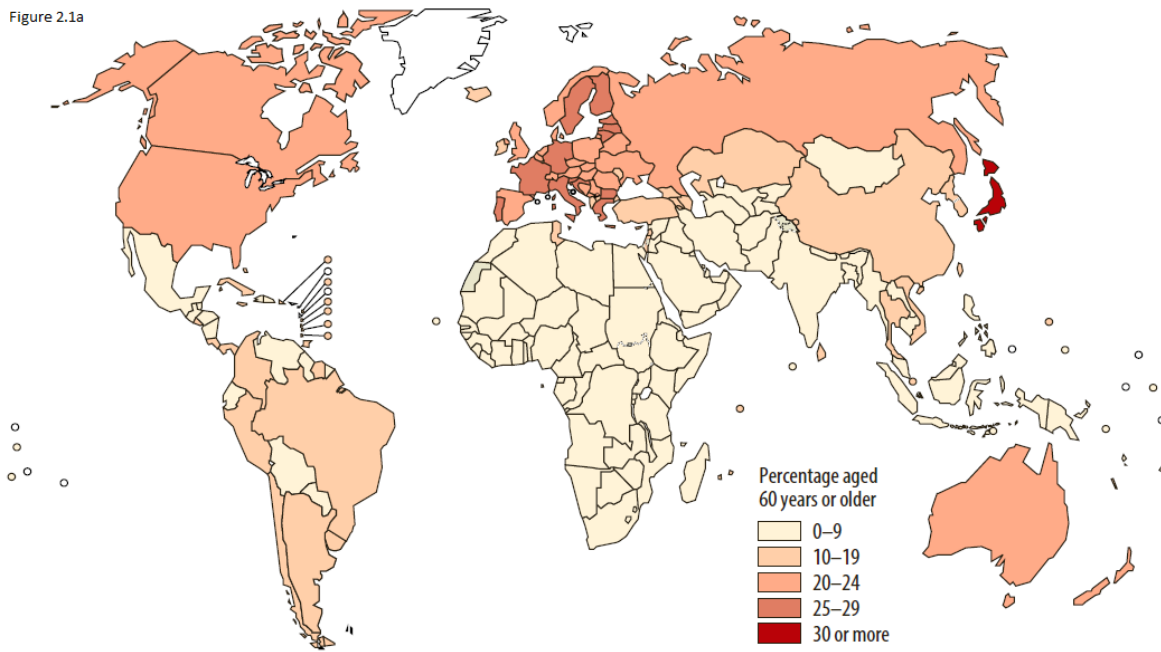 Figure 2.1a
Percentage aged
60 years or older
0–9
10–19
20–24
25–29
30 or more